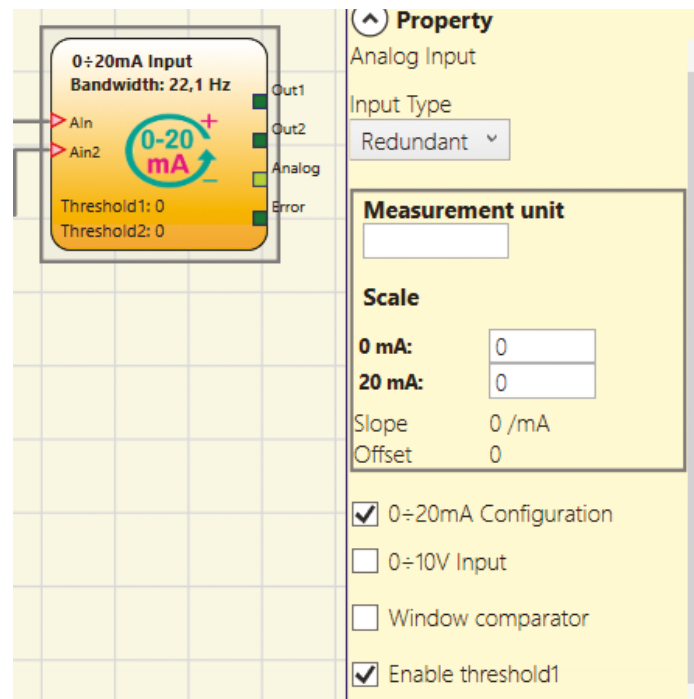 0÷20mA Input
Bandwidth: 22,1 Hz
AIn
Ain2
0-20
mA
+
−
Threshold1: 0
Threshold2: 0
Out1
Out2
Analog
Error
Property
Analog Input
Input Type
Redundant
Measurement unit
Scale
0 mA: 0
20 mA: 0
Slope 0 /mA
Offset 0
0÷20mA Configuration
0÷10V Input
Window comparator
Enable threshold1